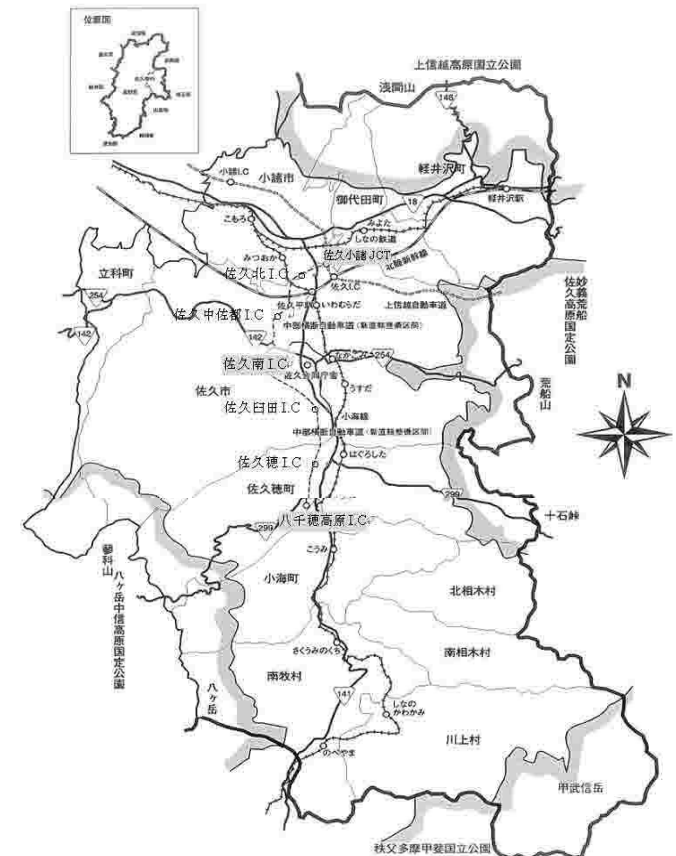 位置図
上信越高原国立公園
浅間山
146
軽井沢町
小諸I.C
小諸市
御代田町
18
軽井沢駅
こもろ
みよた
しなの鉄道
みつおか
佐久小諸JCT
北陸新幹線
立科町
佐久北I.C
佐久I.C
254
佐久平駅
いわむらだ
上信越自動車道
妙義荒船
佐久高原国定公園
佐久中佐都I.C
中部横断自動車道(新直轄整備区間)
142
142
なかごみ
254
佐久南I.C
佐久合同庁舎
うすだ
荒船山
N
佐久市
佐久臼田I.C
小海線
中部横断自動車道(新直轄整備区間)
はぐろした
佐久穂I.C
佐久穂町
299
八千穂高原I.C
299
十石峠
こうみ
蓼科山
八ヶ岳中信高原国定公園
小海町
北相木村
さくうみのくち
南相木村
南牧村
八ヶ岳
141
しなの
かわかみ
川上村
のべやま
甲武信岳
秩父多摩甲斐国立公園